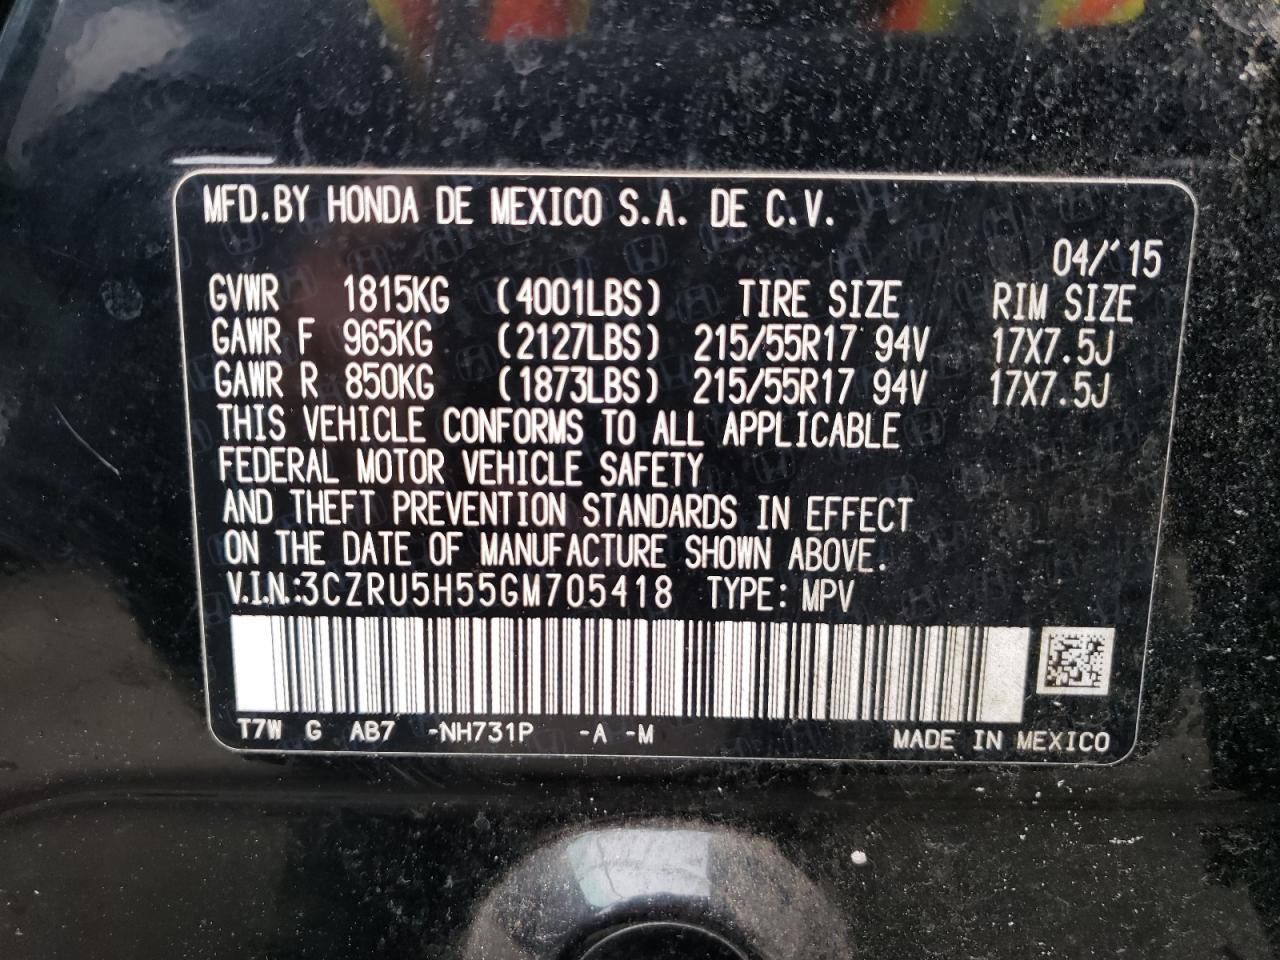 MFD.BY HONDA DE MEXICO S.A. DE C.V.
04/'15
GVWR 1815KG (4001LBS) TIRE SIZE RIM SIZE
GAWR F 965KG (2127LBS) 215/55R17 94V 17X7.5J
GAWR R 850KG (1873LBS) 215/55R17 94V 17X7.5J
THIS VEHICLE CONFORMS TO ALL APPLICABLE
FEDERAL MOTOR VEHICLE SAFETY
AND THEFT PREVENTION STANDARDS IN EFFECT
ON THE DATE OF MANUFACTURE SHOWN ABOVE.
V.I.N.:3CZRU5H55GM705418 TYPE: MPV
T7W G AB7 -NH731P -A -M MADE IN MEXICO